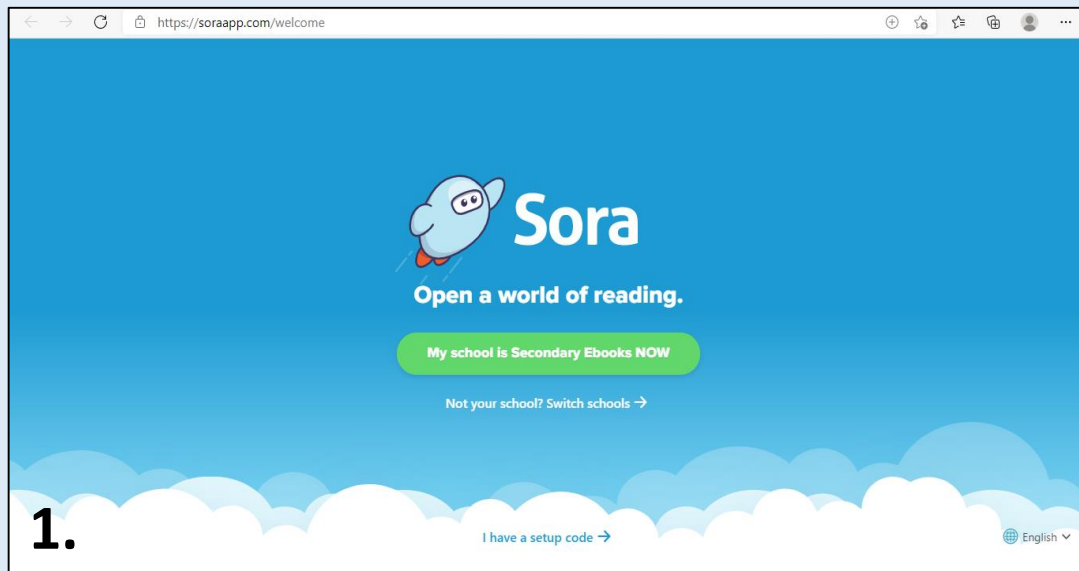 https://soraapp.com/welcome
Sora
Open a world of reading.
My school is Secondary Ebooks NOW
Not your school? Switch schools →
1.
I have a setup code →
English